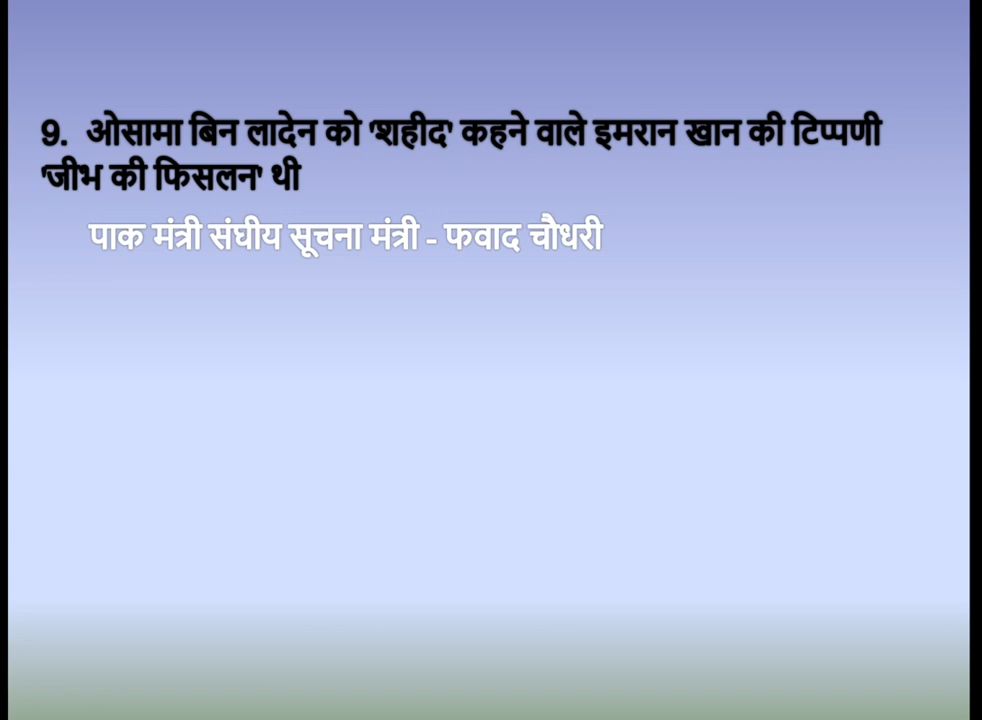 9. ओसामा बिन लादेन को 'शहीद' कहने वाले इमरान खान की टिप्पणी
'जीभ की फिसलन' थी
पाक मंत्री संघीय सूचना मंत्री - फवाद चौधरी